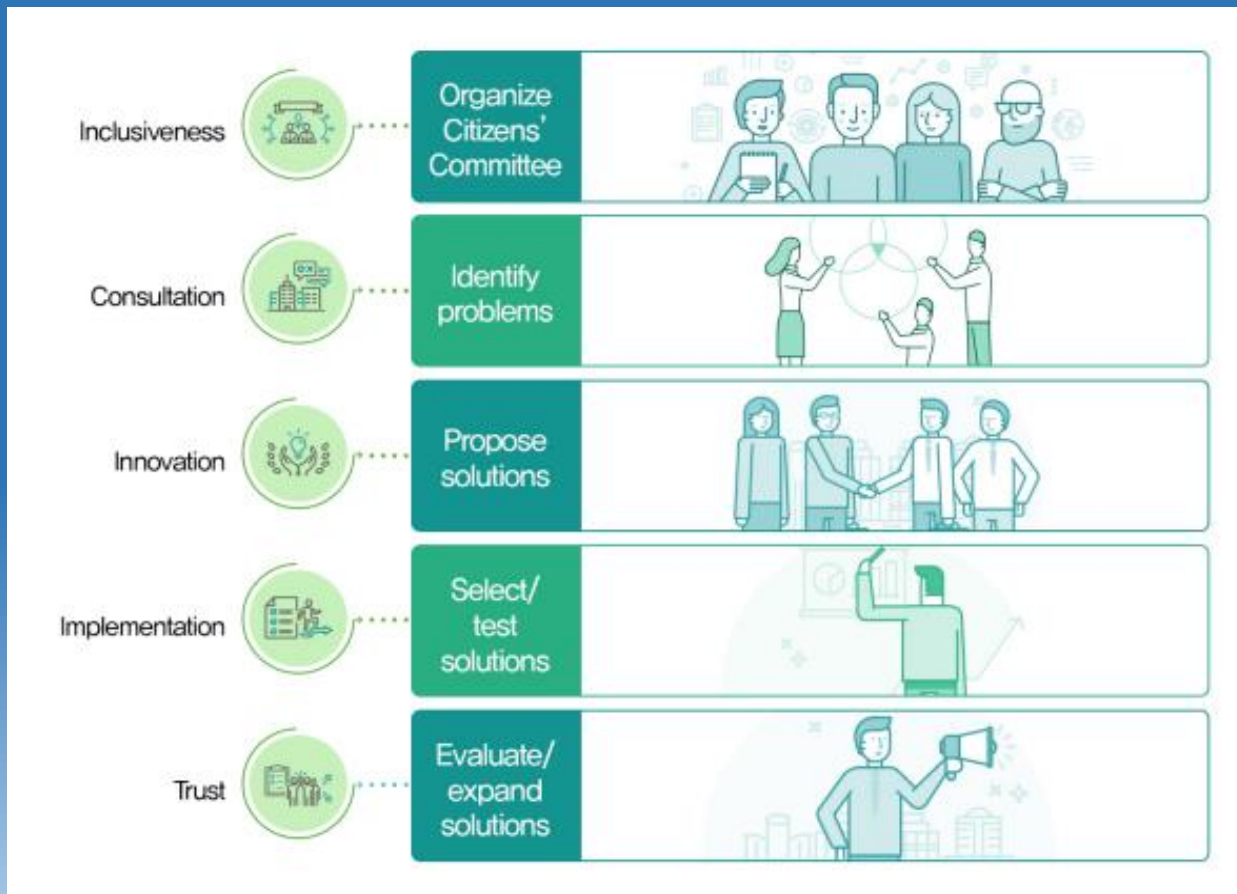 Inclusiveness
Organize
Citizens'
Committee
Consultation
Identify
problems
Innovation
Propose
solutions
Implementation
Select/
test
solutions
Trust
Evaluate/
expand
solutions